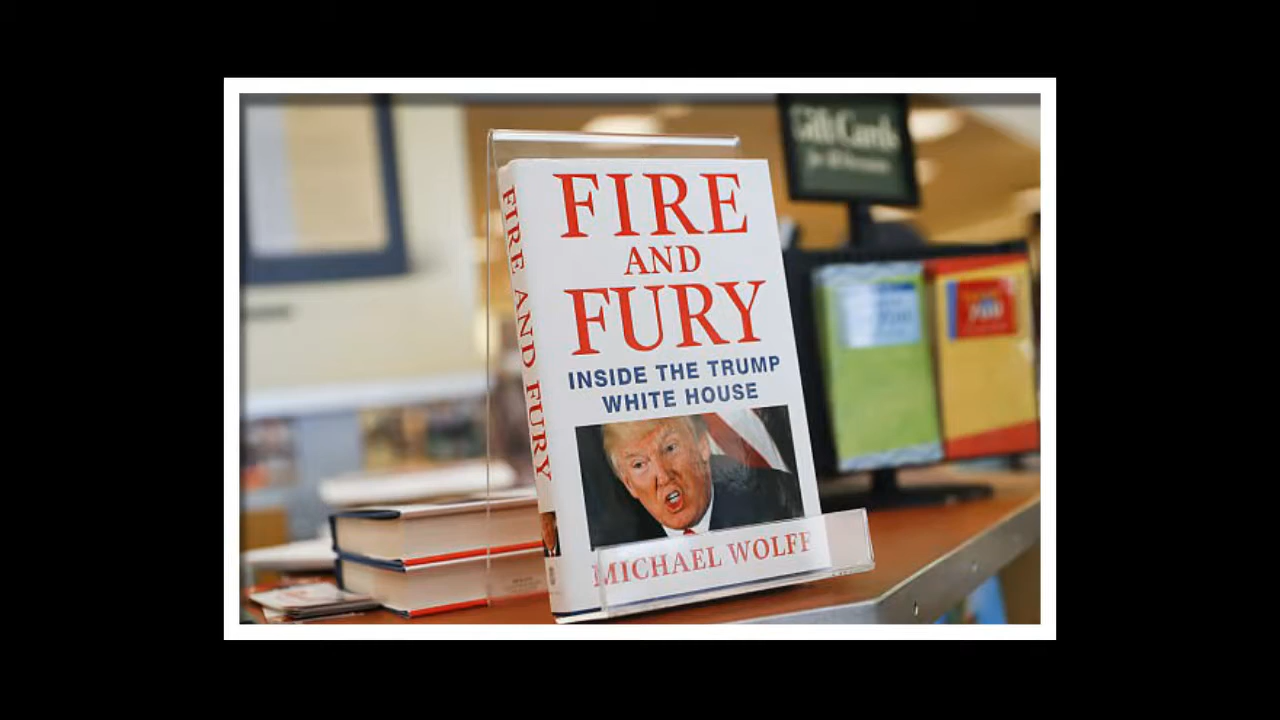 FIRE
AND
FURY
INSIDE THE TRUMP
WHITE HOUSE
MICHAEL WOLFF
FIRE AND FURY
Gift Cards